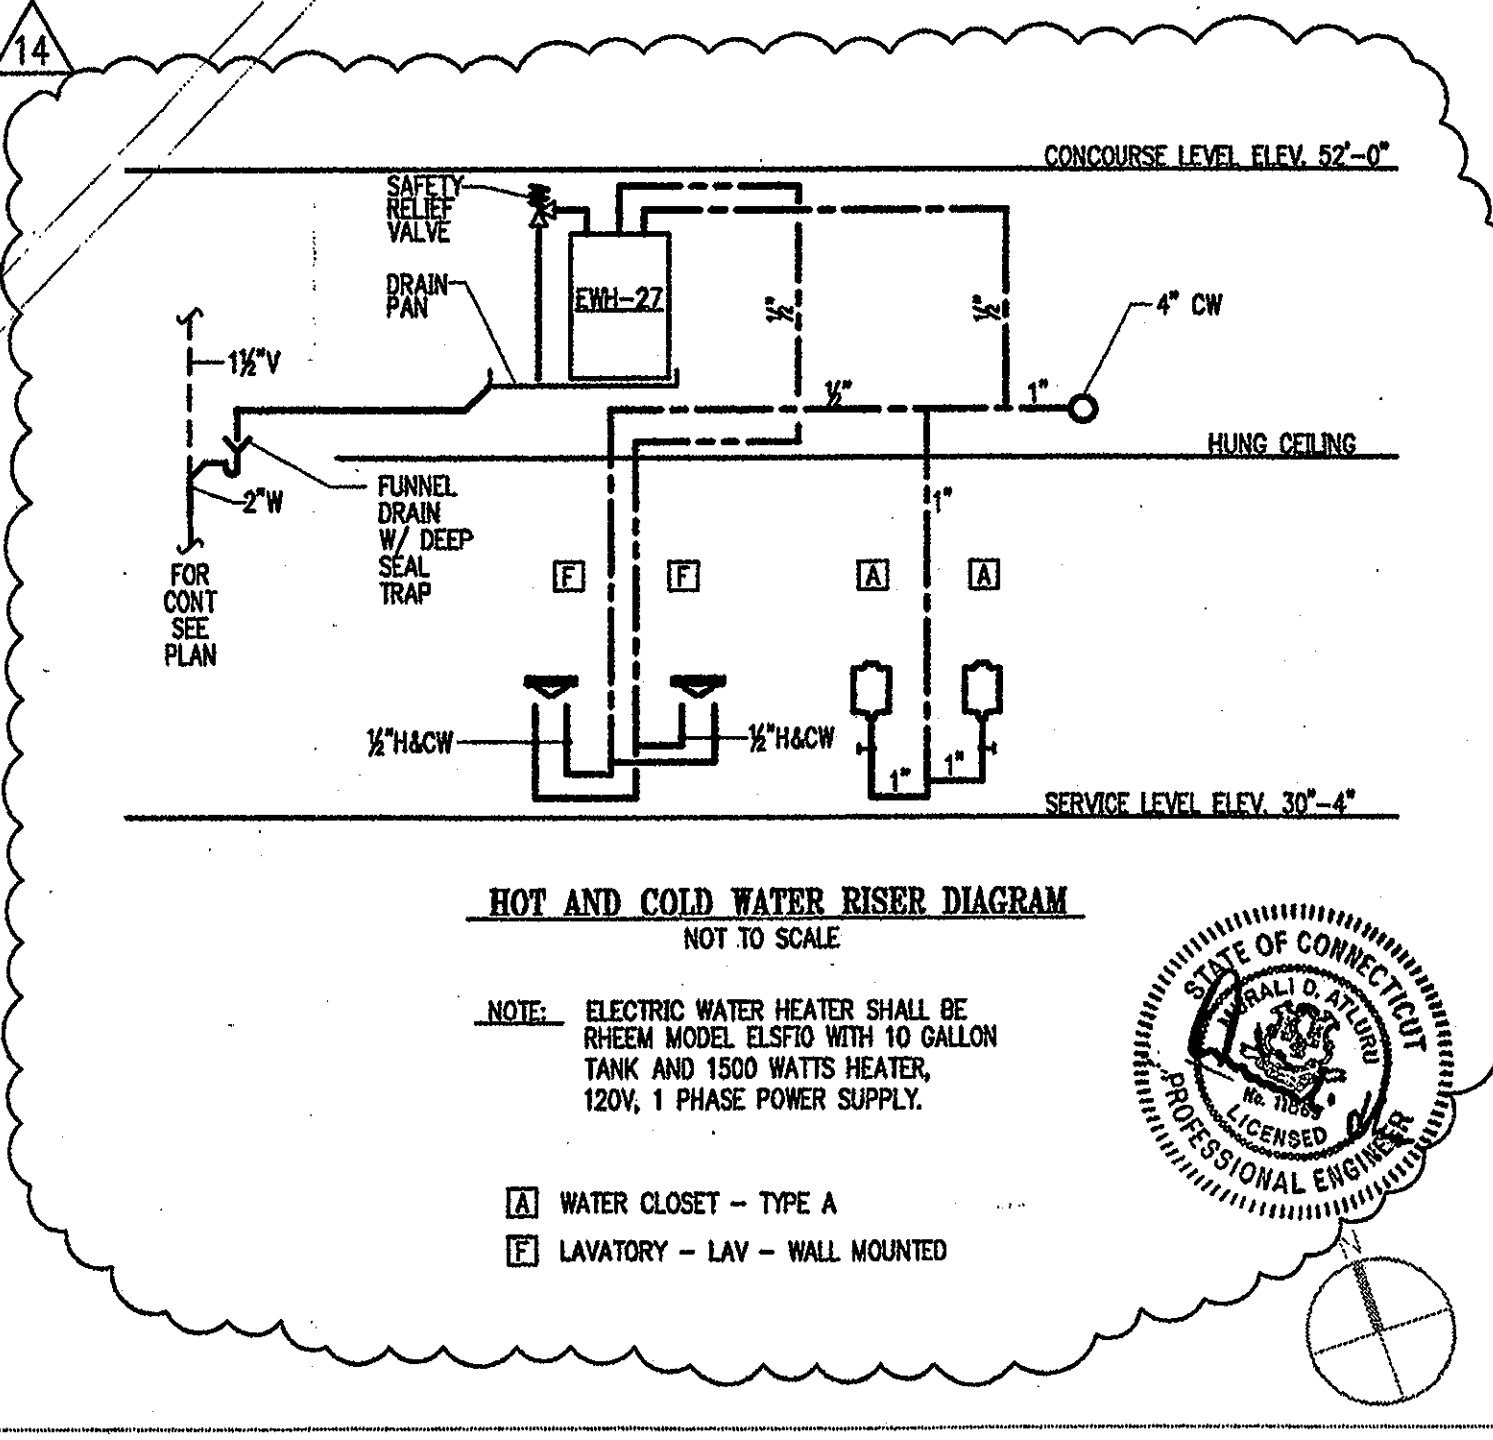 14
CONCOURSE LEVEL ELEV. 52'-0"
SAFETY
RELIEF
VALVE
DRAIN
PAN
EWH-27
½"
½"
4" CW
1½"V
½"
1"
HUNG CEILING
2"W
FUNNEL
DRAIN
W/ DEEP
SEAL
TRAP
1"
FOR
CONT
SEE
PLAN
F
F
A
A
½"H&CW
½"H&CW
1"
1"
SERVICE LEVEL ELEV. 30"-4"
HOT AND COLD WATER RISER DIAGRAM
NOT TO SCALE
NOTE: ELECTRIC WATER HEATER SHALL BE
RHEEM MODEL ELSF10 WITH 10 GALLON
TANK AND 1500 WATTS HEATER,
120V, 1 PHASE POWER SUPPLY.
A WATER CLOSET - TYPE A
F LAVATORY - LAV - WALL MOUNTED
STATE OF CONNECTICUT
MURALI D. ATLURU
LICENSED
PROFESSIONAL ENGINEER
N